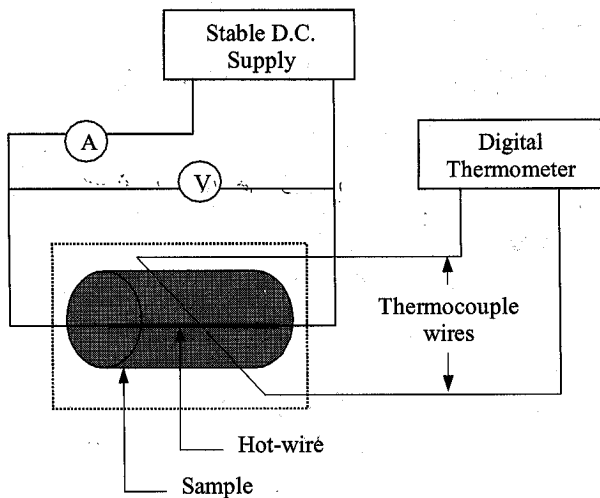 Stable D.C.
Supply
A
V
Digital
Thermometer
Thermocouple
wires
Hot-wire
Sample